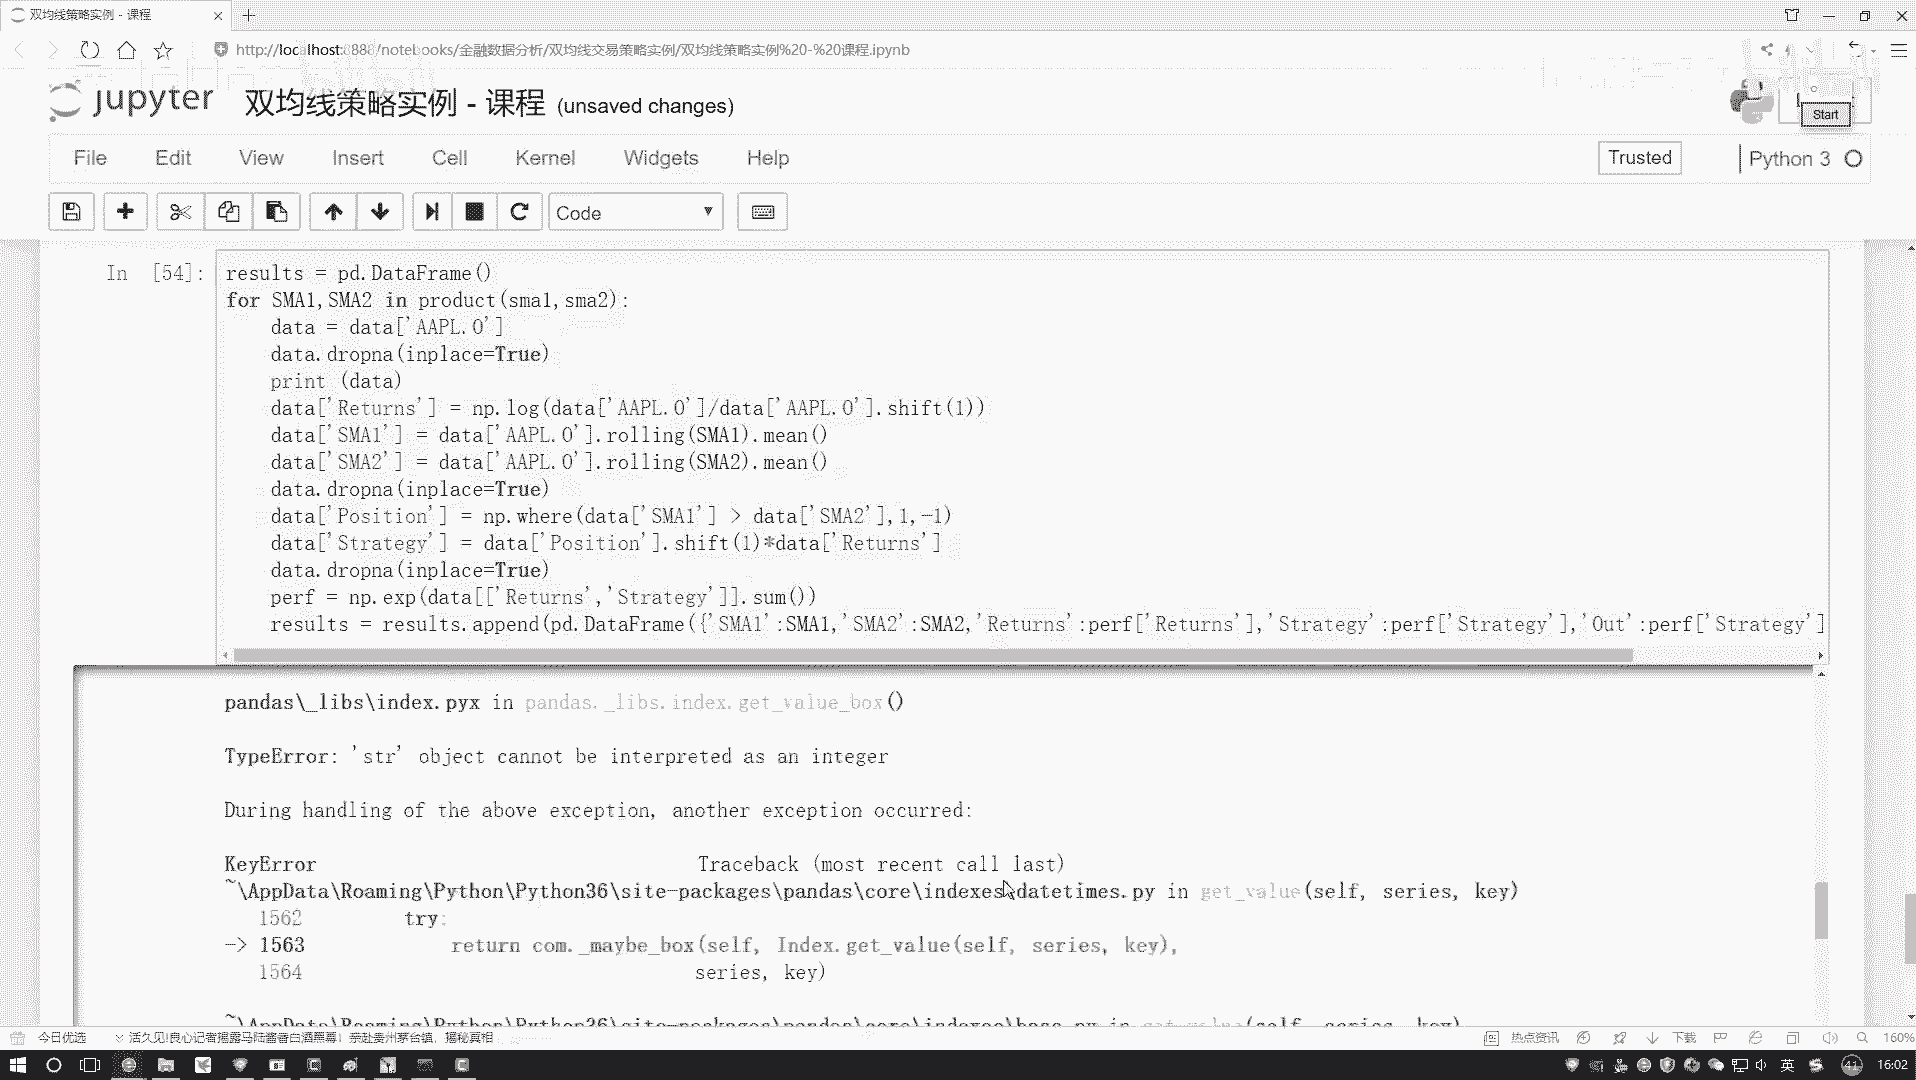 双均线策略实例 - 课程
http://localhost:8888/notebooks/金融数据分析/双均线交易策略实例/双均线策略实例%20-%20课程.ipynb
jupyter 双均线策略实例 - 课程 (unsaved changes)
Start
File Edit View Insert Cell Kernel Widgets Help
Trusted
Python 3
Code
In [54]:
results = pd.DataFrame()
for SMA1,SMA2 in product(sma1,sma2):
data = data['AAPL.O']
data.dropna(inplace=True)
print (data)
data['Returns'] = np.log(data['AAPL.O']/data['AAPL.O'].shift(1))
data['SMA1'] = data['AAPL.O'].rolling(SMA1).mean()
data['SMA2'] = data['AAPL.O'].rolling(SMA2).mean()
data.dropna(inplace=True)
data['Position'] = np.where(data['SMA1'] > data['SMA2'],1,-1)
data['Strategy'] = data['Position'].shift(1)*data['Returns']
data.dropna(inplace=True)
perf = np.exp(data[['Returns','Strategy']].sum())
results = results.append(pd.DataFrame({'SMA1':SMA1,'SMA2':SMA2,'Returns':perf['Returns'],'Strategy':perf['Strategy'],'Out':perf['Strategy']
pandas\_libs\index.pyx in pandas._libs.index.get_value_box()
TypeError: 'str' object cannot be interpreted as an integer
During handling of the above exception, another exception occurred:
KeyError Traceback (most recent call last)
~\AppData\Roaming\Python\Python36\site-packages\pandas\core\indexes\datetimes.py in get_value(self, series, key)
1562 try:
-> 1563 return com._maybe_box(self, Index.get_value(self, series, key),
1564 series, key)
~\AppData\Roaming\Python\Python36\site-packages\pandas\core\indexes\base.py in get_value(self, series, key)
今日优选
活久见!良心记者揭露马陆酱香白酒黑幕! 亲赴贵州茅台镇,揭秘真相
热点资讯
下载
160%
英
41
16:02